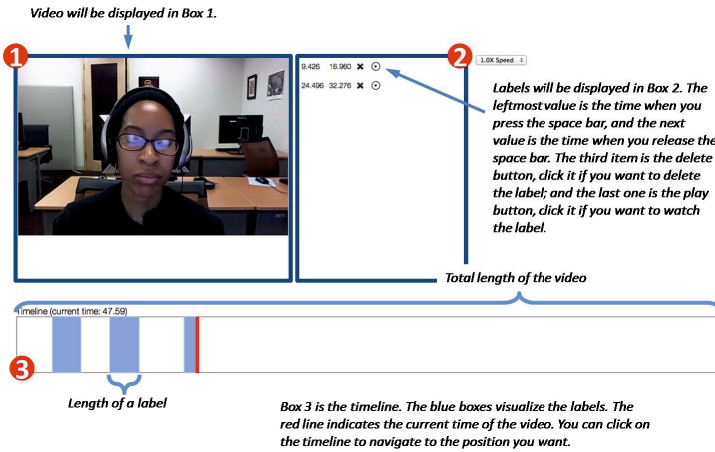 Video will be displayed in Box 1.
1
2
9.426 16.960
1.0X Speed
24.496 32.276
Labels will be displayed in Box 2. The
leftmost value is the time when you
press the space bar, and the next
value is the time when you release the
space bar. The third item is the delete
button, click it if you want to delete
the label; and the last one is the play
button, click it if you want to watch
the label.
Total length of the video
Timeline (current time: 47.59)
3
Length of a label
Box 3 is the timeline. The blue boxes visualize the labels. The
red line indicates the current time of the video. You can click on
the timeline to navigate to the position you want.